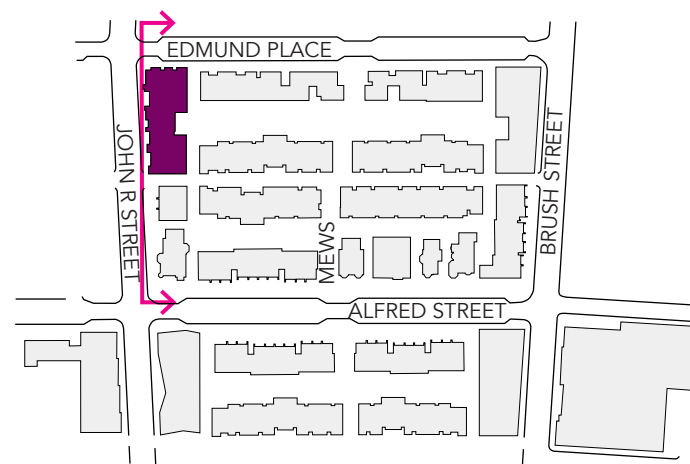 EDMUND PLACE
JOHN R STREET
BRUSH STREET
MEWS
ALFRED STREET